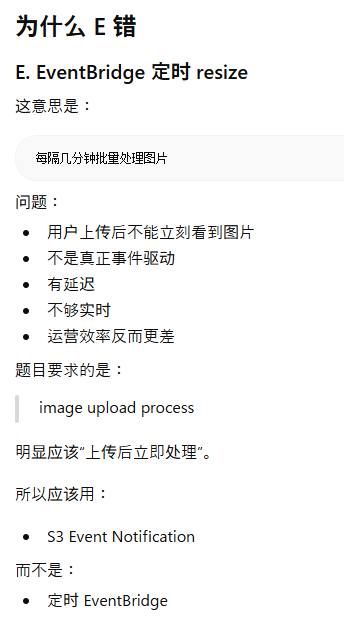 为什么 E 错
E. EventBridge 定时 resize
这意思是：
每隔几分钟批量处理图片
问题：
用户上传后不能立刻看到图片
不是真正事件驱动
有延迟
不够实时
运营效率反而更差
题目要求的是：
image upload process
明显应该“上传后立即处理”。
所以应该用：
S3 Event Notification
而不是：
定时 EventBridge